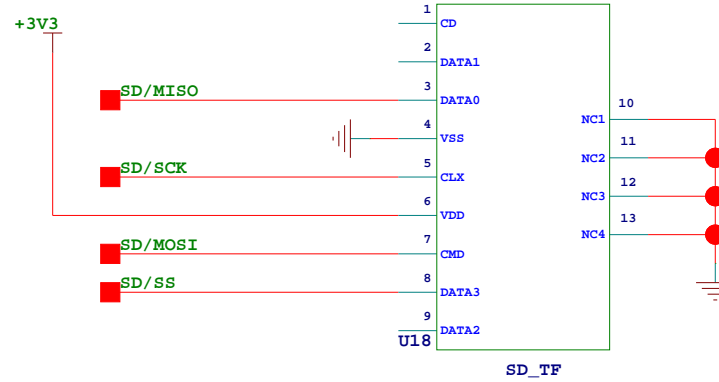 +3V3
1
CD
2
DATA1
SD/MISO
3
DATA0
10
NC1
4
VSS
11
NC2
SD/SCK
5
CLX
12
NC3
6
VDD
13
NC4
SD/MOSI
7
CMD
SD/SS
8
DATA3
9
DATA2
U18
SD_TF